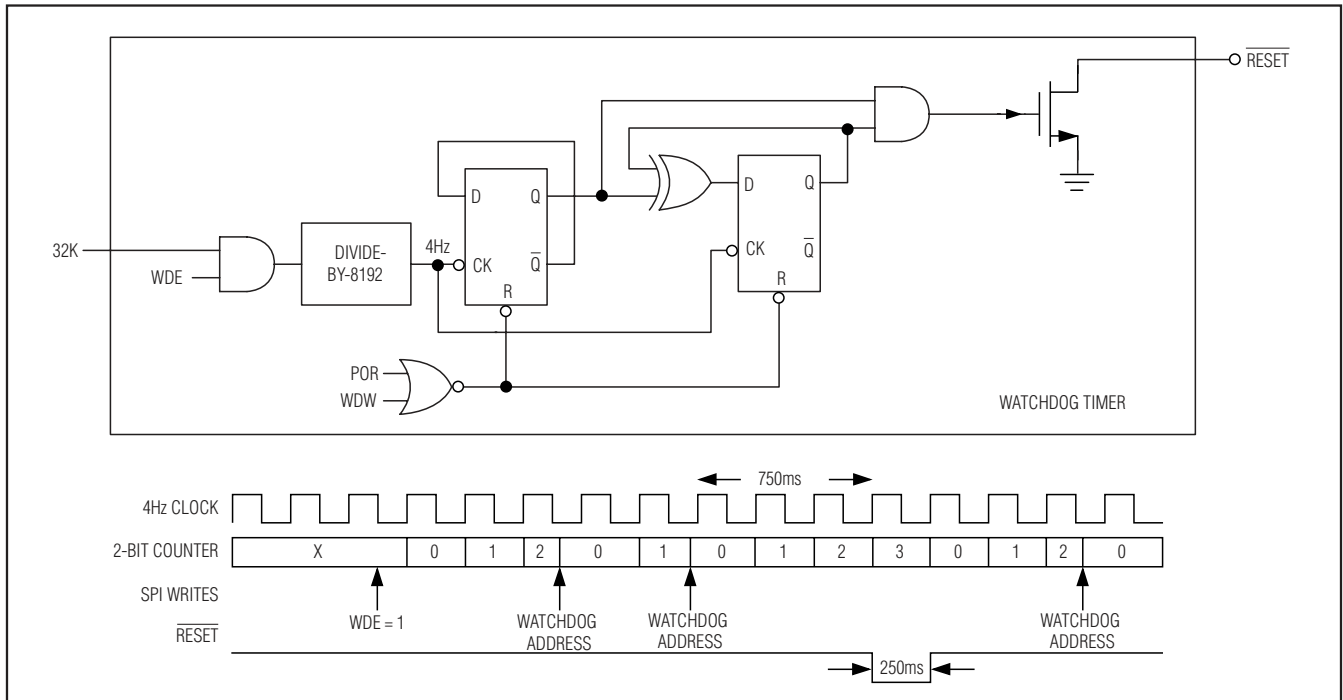 R̅E̅S̅E̅T̅
D Q
D Q
32K
DIVIDE-
BY-8192
4Hz
CK Q̅
CK Q̅
WDE
R
R
POR
WDW
WATCHDOG TIMER
750ms
4Hz CLOCK
2-BIT COUNTER X 0 1 2 0 1 0 1 2 3 0 1 2 0
SPI WRITES
WDE = 1
WATCHDOG
ADDRESS
WATCHDOG
ADDRESS
WATCHDOG
ADDRESS
R̅E̅S̅E̅T̅
250ms